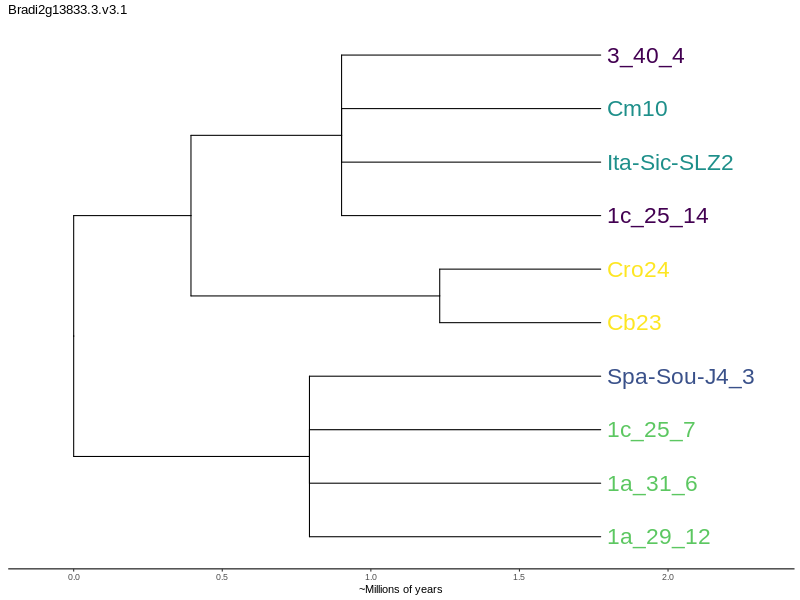 Bradi2g13833.3.v3.1
3_40_4
Cm10
Ita-Sic-SLZ2
1c_25_14
Cro24
Cb23
Spa-Sou-J4_3
1c_25_7
1a_31_6
1a_29_12
0.0 0.5 1.0 1.5 2.0
~Millions of years